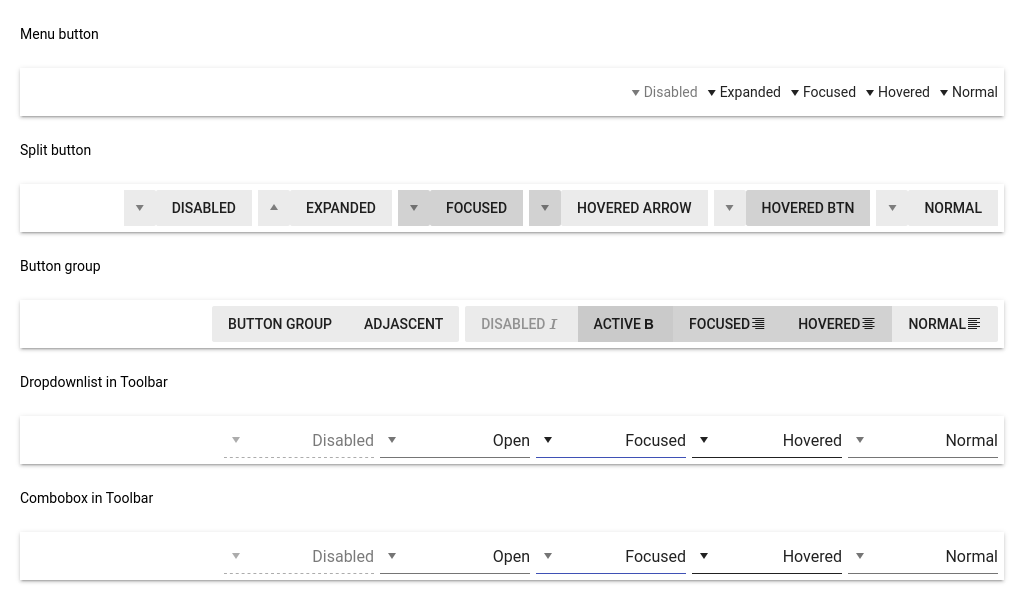 Menu button
Disabled Expanded Focused Hovered Normal
Split button
DISABLED EXPANDED FOCUSED HOVERED ARROW HOVERED BTN NORMAL
Button group
BUTTON GROUP ADJASCENT DISABLED I ACTIVE B FOCUSED HOVERED NORMAL
Dropdownlist in Toolbar
Disabled Open Focused Hovered Normal
Combobox in Toolbar
Disabled Open Focused Hovered Normal